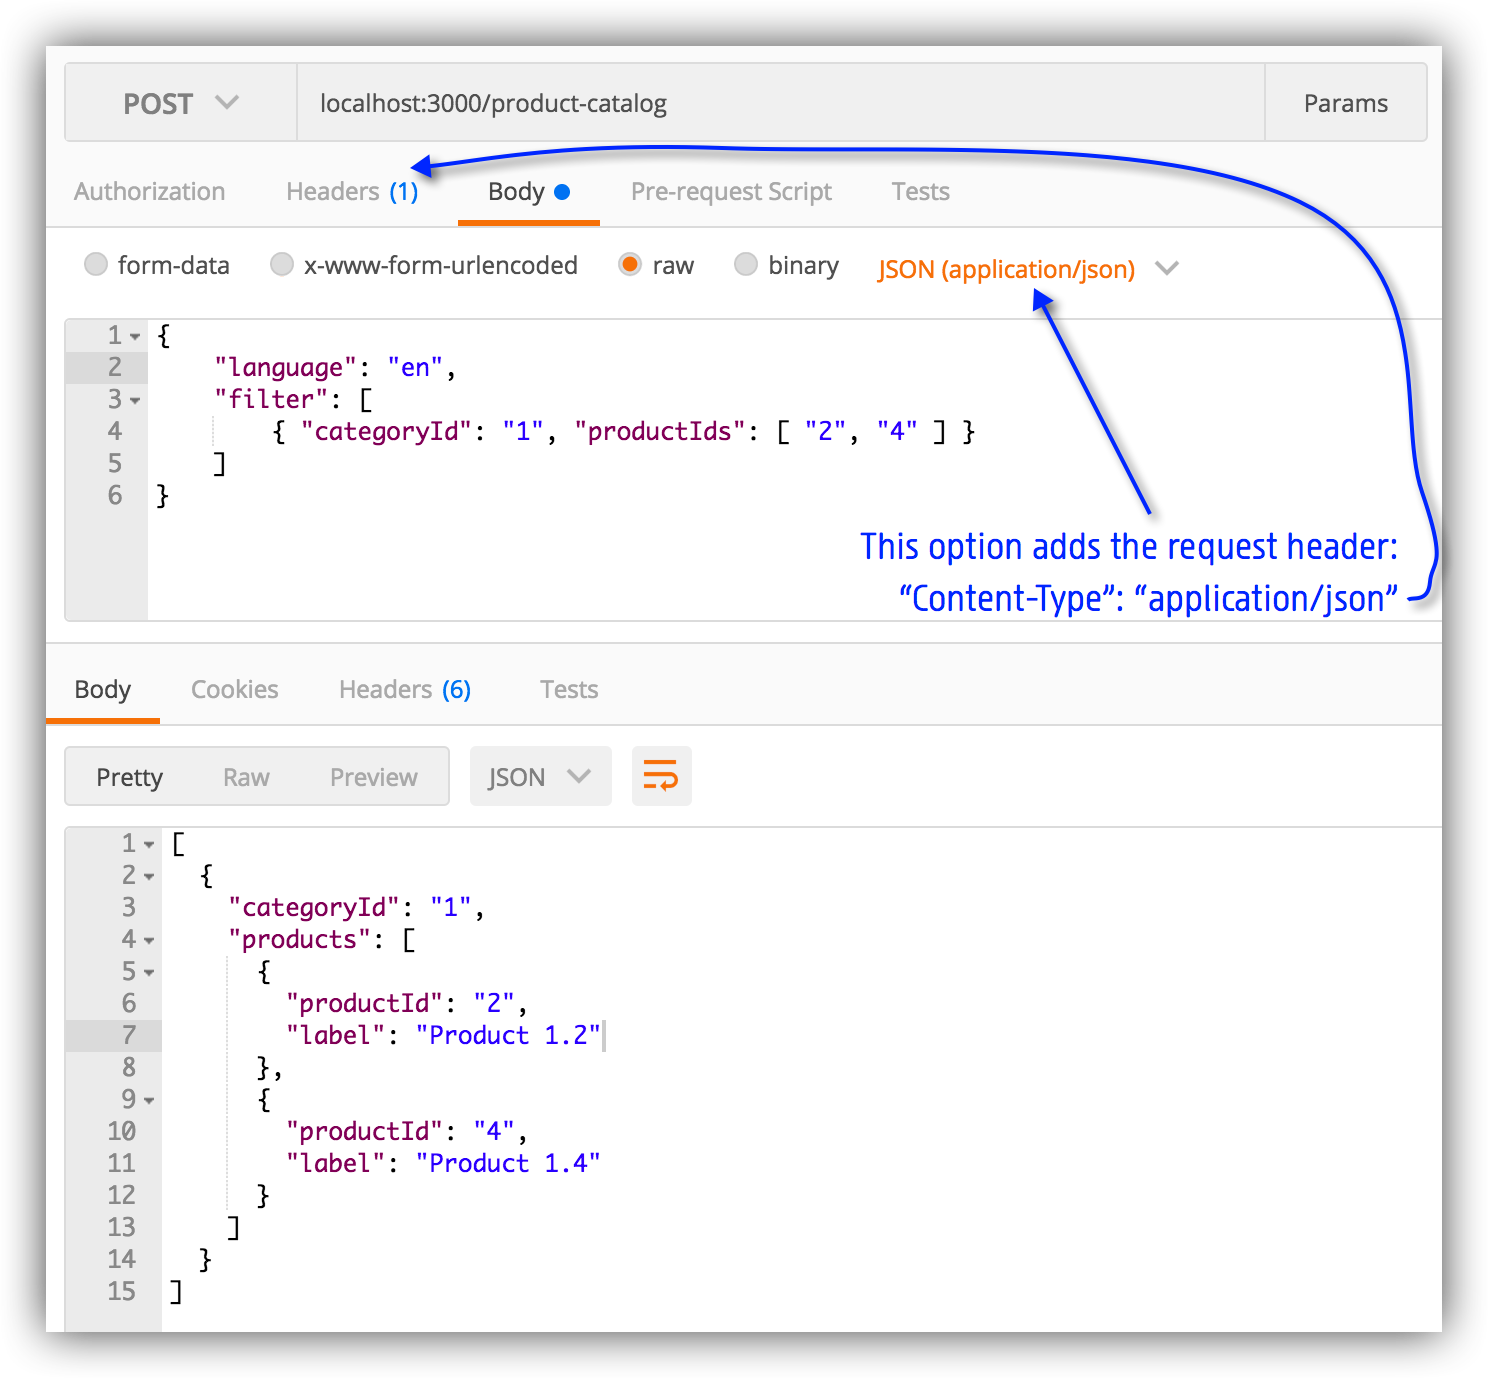 POST localhost:3000/product-catalog Params
Authorization Headers (1) Body Pre-request Script Tests
form-data x-www-form-urlencoded raw binary JSON (application/json)
1 {
2 "language": "en",
3 "filter": [
4 { "categoryId": "1", "productIds": [ "2", "4" ] }
5 ]
6 }
This option adds the request header:
“Content-Type”: “application/json”
Body Cookies Headers (6) Tests
Pretty Raw Preview JSON
1 [
2 {
3 "categoryId": "1",
4 "products": [
5 {
6 "productId": "2",
7 "label": "Product 1.2"
8 },
9 {
10 "productId": "4",
11 "label": "Product 1.4"
12 }
13 ]
14 }
15 ]